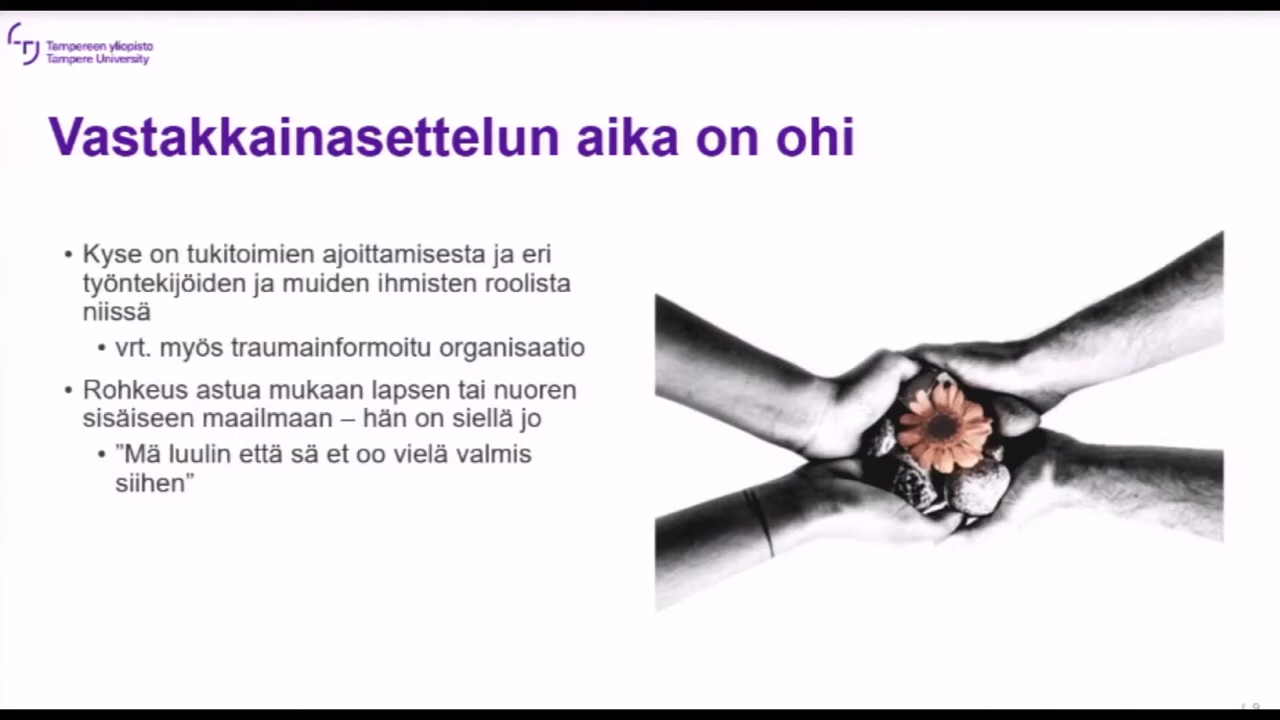 Tampereen yliopisto
Tampere University
Vastakkainasettelun aika on ohi
• Kyse on tukitoimien ajoittamisesta ja eri
työntekijöiden ja muiden ihmisten roolista
niissä
• vrt. myös traumainformoitu organisaatio
• Rohkeus astua mukaan lapsen tai nuoren
sisäiseen maailmaan – hän on siellä jo
• ”Mä luulin että sä et oo vielä valmis
siihen”